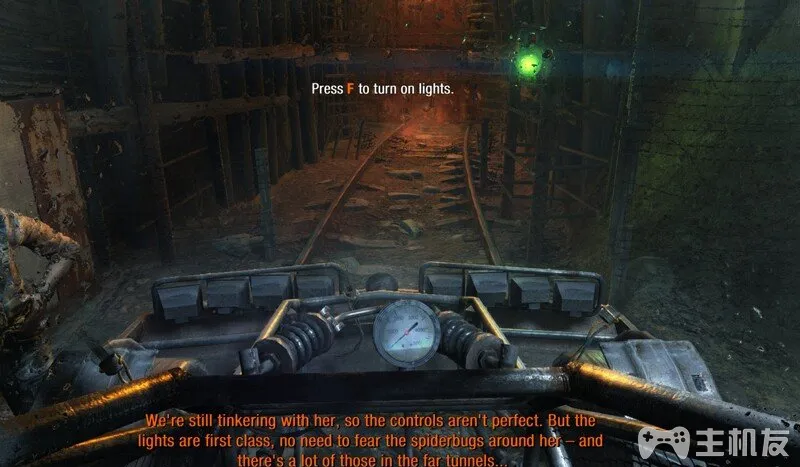 Press F to turn on lights.
We're still tinkering with her, so the controls aren't perfect. But the
lights are first class, no need to fear the spiderbugs around her – and
there's a lot of those in the far tunnels...
主机友